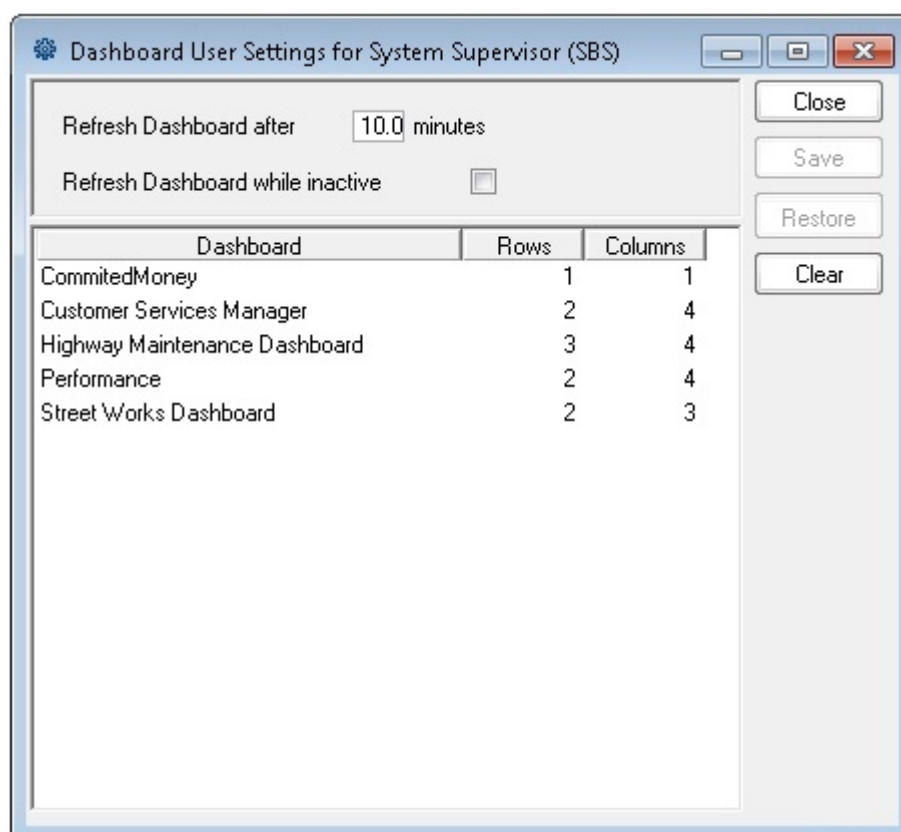 Dashboard User Settings for System Supervisor (SBS)
Refresh Dashboard after 10.0 minutes
Refresh Dashboard while inactive
Close
Save
Restore
Clear
Dashboard Rows Columns
CommitedMoney 1 1
Customer Services Manager 2 4
Highway Maintenance Dashboard 3 4
Performance 2 4
Street Works Dashboard 2 3